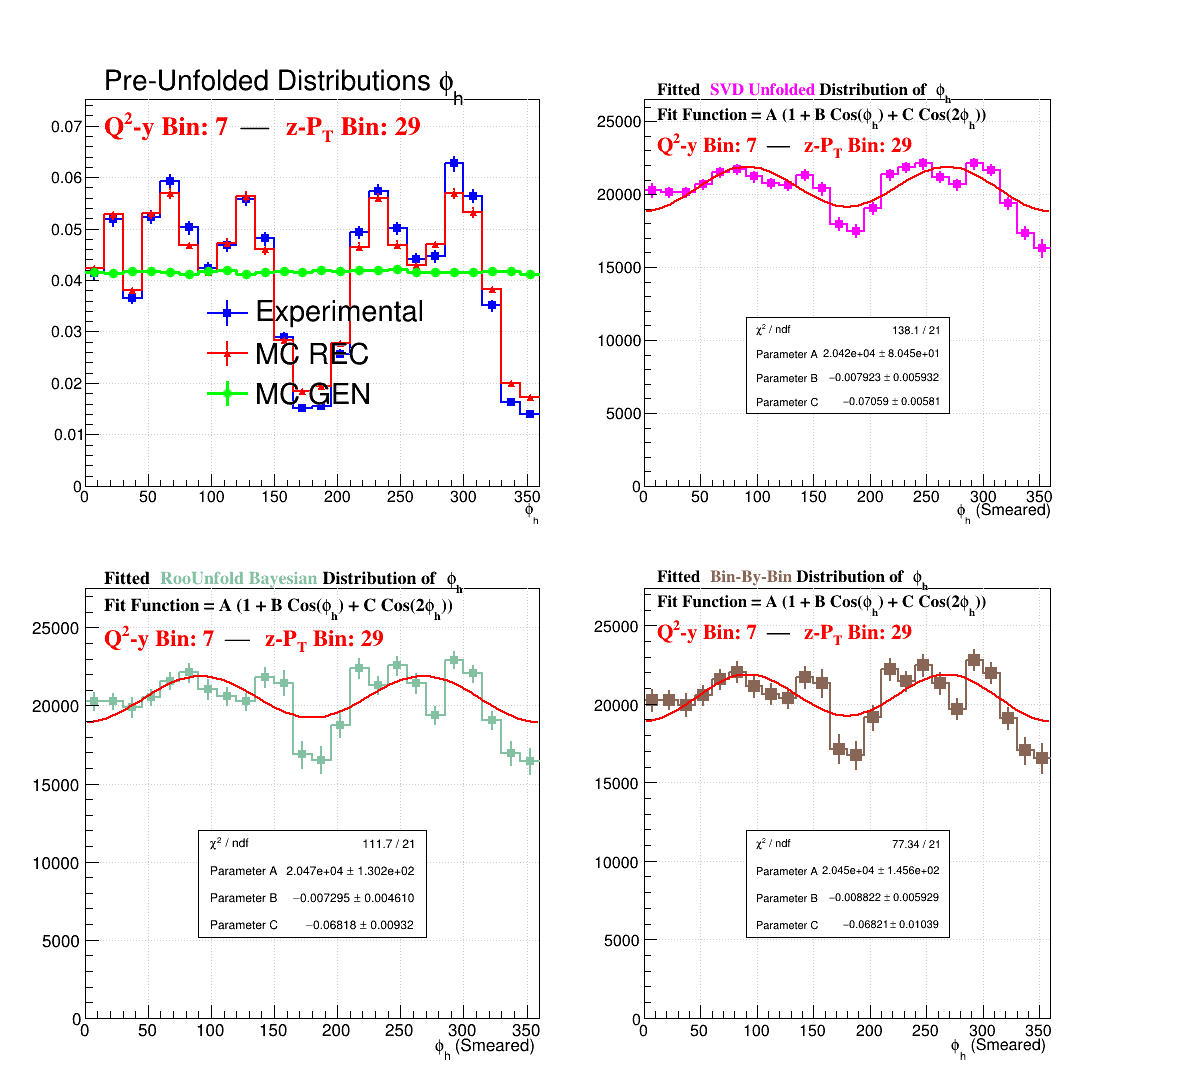 Pre-Unfolded Distributions ϕh
Q2-y Bin: 7 — z-PT Bin: 29
0.07
0.06
0.05
0.04
0.03
0.02
0.01
0
Experimental
MC REC
MC GEN
0 50 100 150 200 250 300 350
ϕh
Fitted SVD Unfolded Distribution of ϕh
Fit Function = A (1 + B Cos(ϕh) + C Cos(2ϕh))
Q2-y Bin: 7 — z-PT Bin: 29
25000
20000
15000
10000
5000
0
χ2 / ndf 138.1 / 21
Parameter A 2.042e+04 ± 8.045e+01
Parameter B −0.007923 ± 0.005932
Parameter C −0.07059 ± 0.00581
0 50 100 150 200 250 300 350
ϕh (Smeared)
Fitted RooUnfold Bayesian Distribution of ϕh
Fit Function = A (1 + B Cos(ϕh) + C Cos(2ϕh))
Q2-y Bin: 7 — z-PT Bin: 29
25000
20000
15000
10000
5000
0
χ2 / ndf 111.7 / 21
Parameter A 2.047e+04 ± 1.302e+02
Parameter B −0.007295 ± 0.004610
Parameter C −0.06818 ± 0.00932
0 50 100 150 200 250 300 350
ϕh (Smeared)
Fitted Bin-By-Bin Distribution of ϕh
Fit Function = A (1 + B Cos(ϕh) + C Cos(2ϕh))
Q2-y Bin: 7 — z-PT Bin: 29
25000
20000
15000
10000
5000
0
χ2 / ndf 77.34 / 21
Parameter A 2.045e+04 ± 1.456e+02
Parameter B −0.008822 ± 0.005929
Parameter C −0.06821 ± 0.01039
0 50 100 150 200 250 300 350
ϕh (Smeared)